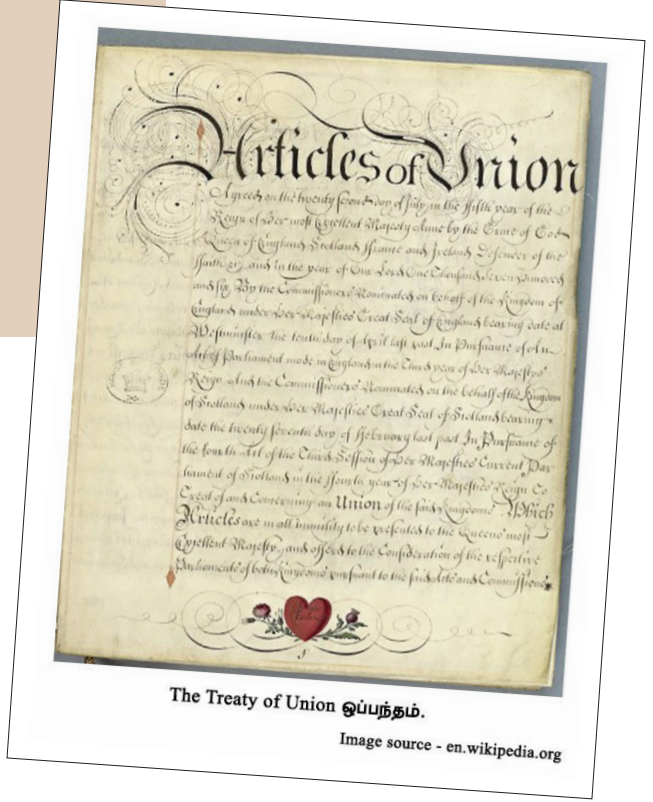 Articles of Union
Agreed on the twenty second day of July, in the fifth year of the
Reign of Her most Excellent Majesty Anne by the Grace of God
Queen of England Scotland ffrance and Ireland Defender of the
ffaith &c, and in the year of Our Lord One Thousand Seven Hundred
and Six By the Commissioners Nominated on behalf of the Kingdom of
England under Her Majesties Great Seal of England bearing date at
Westminster the tenth day of April last past In Pursuance of An
Act of Parliament made in England in the Third year of Her Majestys
Reign And the Commissioners Nominated on the behalf of the Kingdom
of Scotland under Her Majesties Great Seal of Scotland bearing
date the twenty seventh day of ffebruary last past In Pursuance of
the fourth Act of the Third Session of Her Majesties Current Par
liament of Scotland in the ffourth year of Her Majesties Reign To
Treat of and Concerning an Union of the said Kingdoms Which
Articles are in all humility to be presented to the Queens most
Excellent Majesty, and offered to the Consideration of the respective
Parliaments of both Kingdoms pursuant to the said Acts and Commissions
The Treaty of Union ஒப்பந்தம்.
Image source - en.wikipedia.org